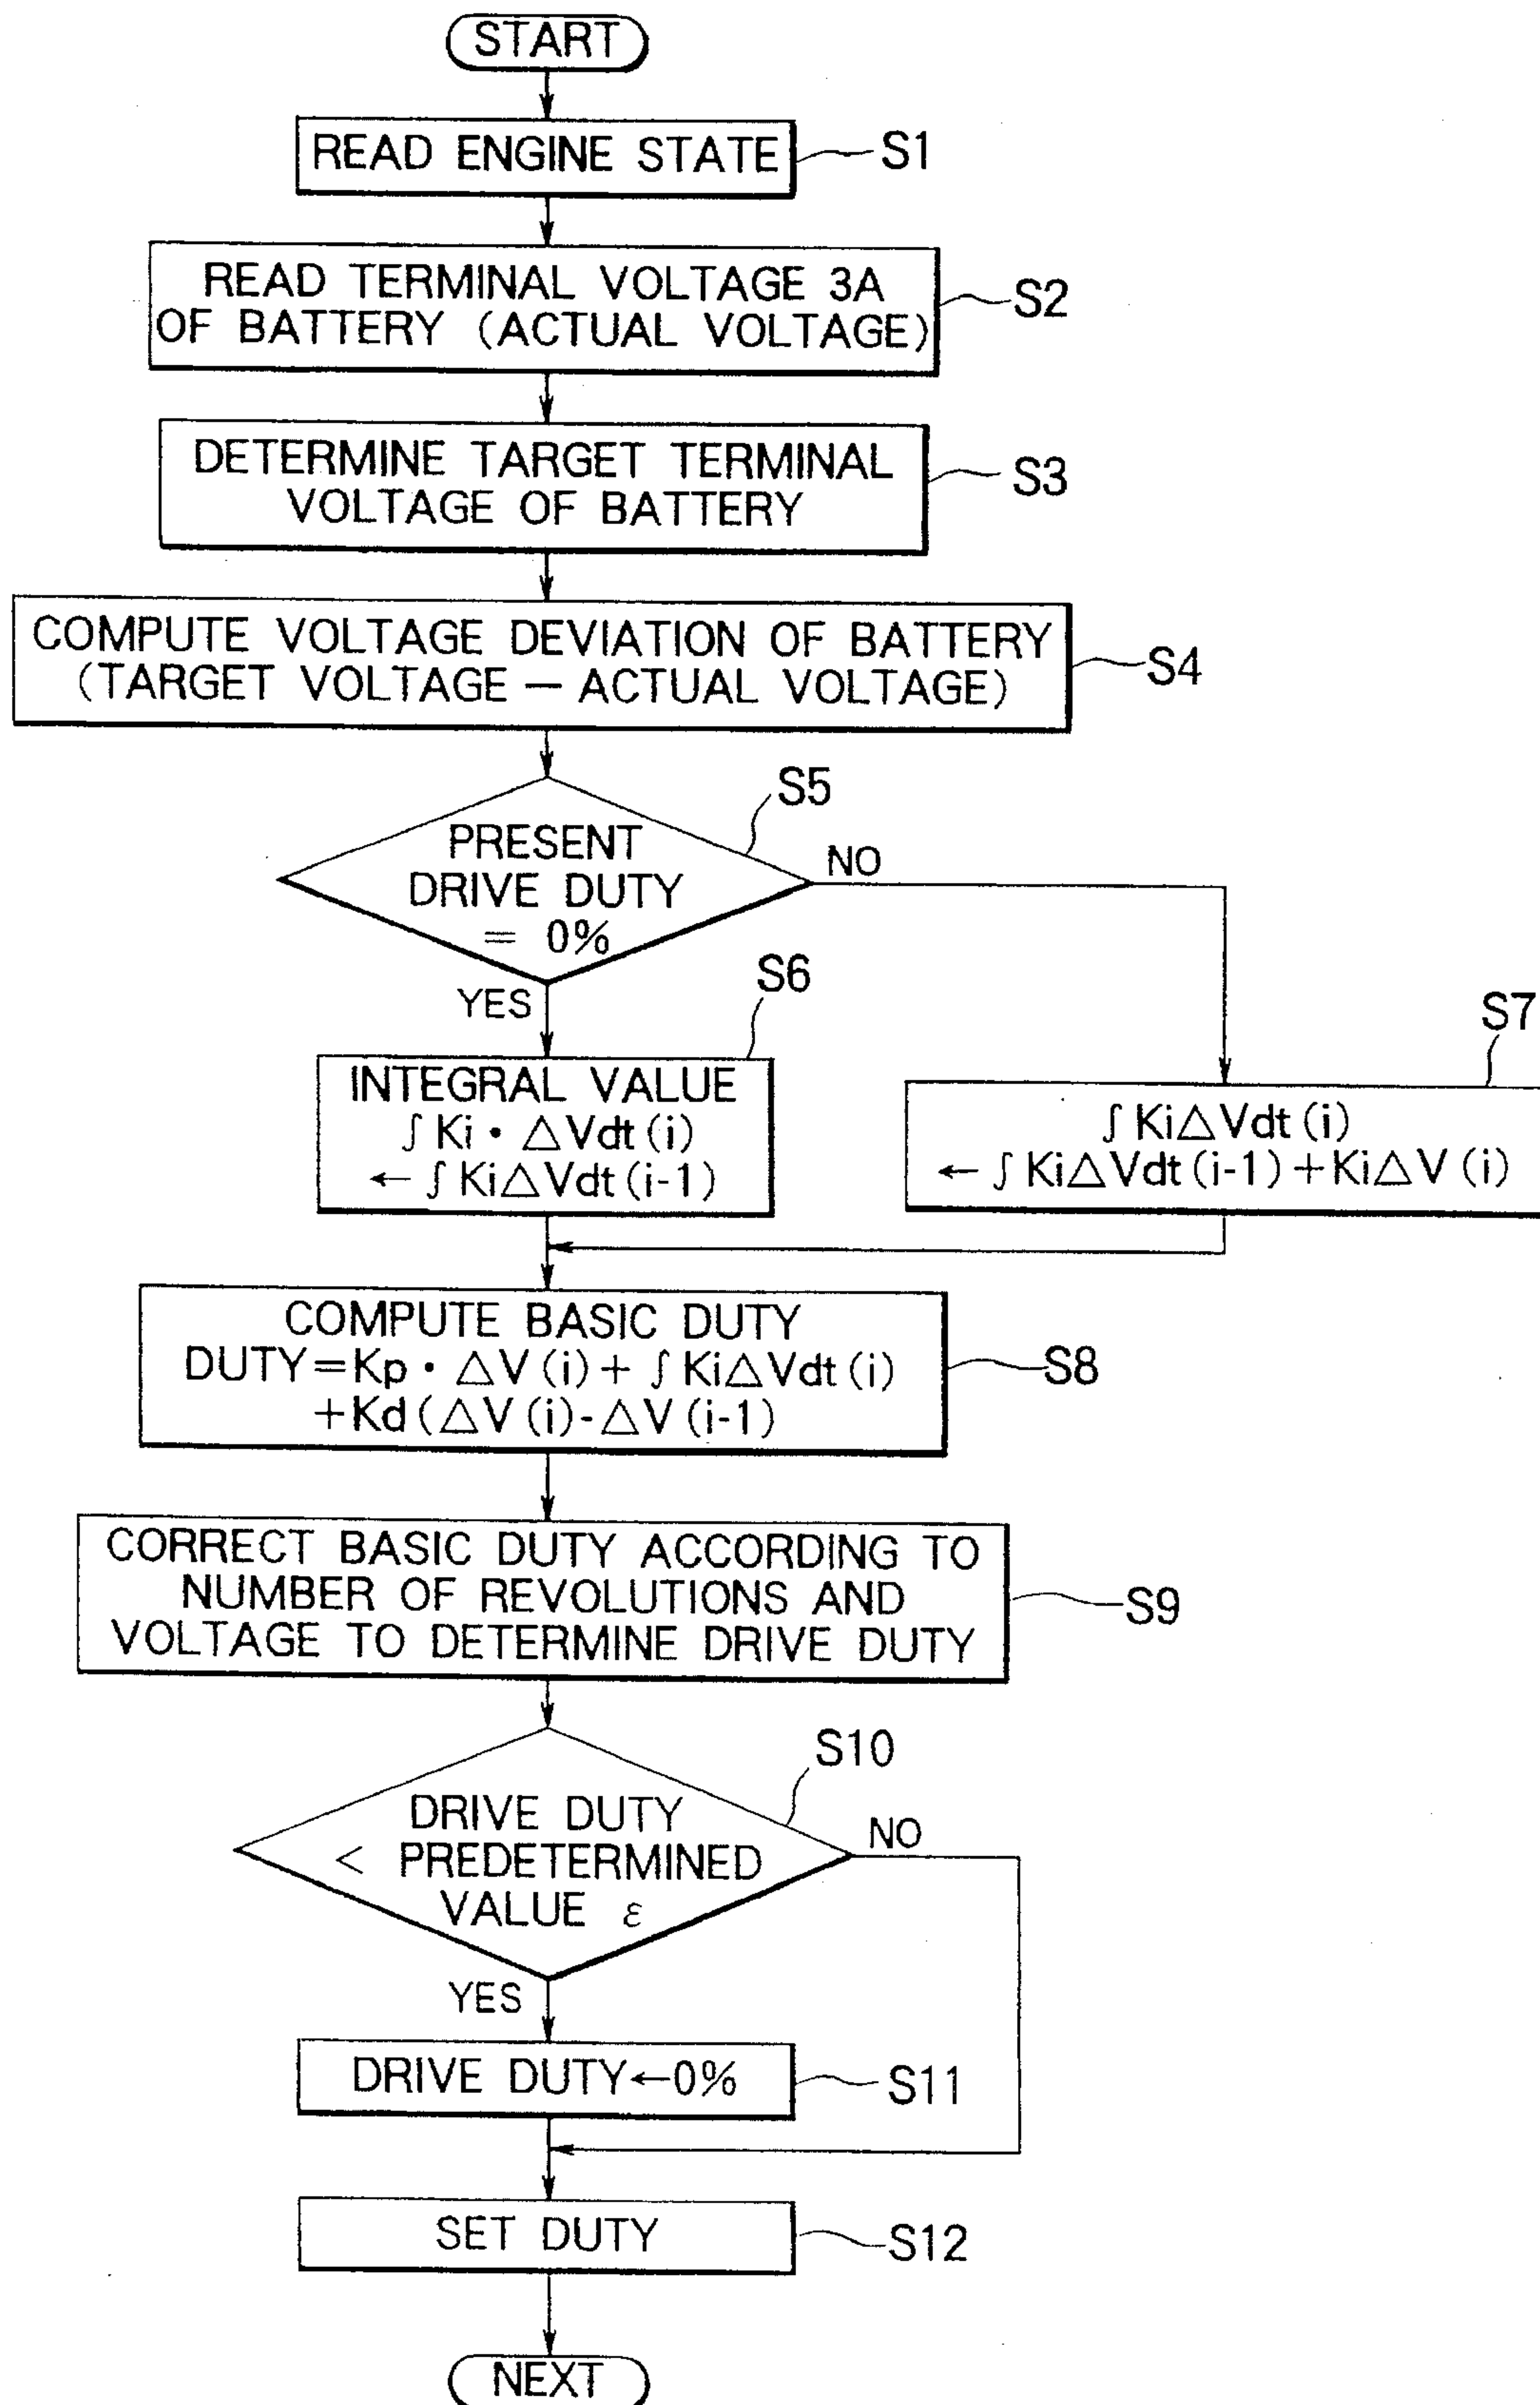 START
READ ENGINE STATE
S1
READ TERMINAL VOLTAGE 3A
OF BATTERY (ACTUAL VOLTAGE)
S2
DETERMINE TARGET TERMINAL
VOLTAGE OF BATTERY
S3
COMPUTE VOLTAGE DEVIATION OF BATTERY
(TARGET VOLTAGE — ACTUAL VOLTAGE)
S4
S5
PRESENT
DRIVE DUTY
= 0%
NO
YES
S6
INTEGRAL VALUE
∫ Ki • △Vdt (i)
← ∫ Ki△Vdt (i-1)
S7
∫ Ki△Vdt (i)
← ∫ Ki△Vdt (i-1) + Ki△V (i)
COMPUTE BASIC DUTY
DUTY = Kp • △V (i) + ∫ Ki△Vdt (i)
+ Kd (△V (i) - △V (i-1)
S8
CORRECT BASIC DUTY ACCORDING TO
NUMBER OF REVOLUTIONS AND
VOLTAGE TO DETERMINE DRIVE DUTY
S9
S10
DRIVE DUTY
< PREDETERMINED
VALUE ε
NO
YES
DRIVE DUTY←0%
S11
SET DUTY
S12
NEXT